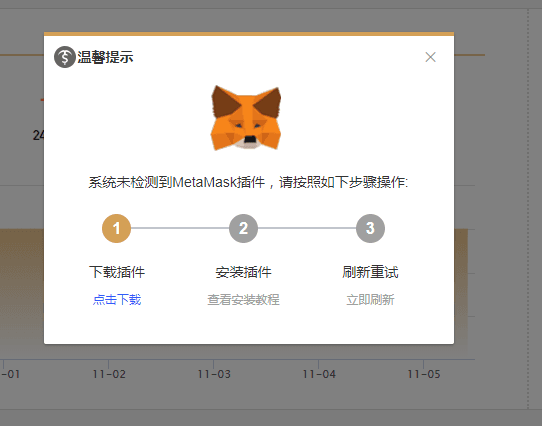 温馨提示
24
系统未检测到MetaMask插件，请按照如下步骤操作:
1 2 3
下载插件 安装插件 刷新重试
点击下载 查看安装教程 立即刷新
-01 11-02 11-03 11-04 11-05